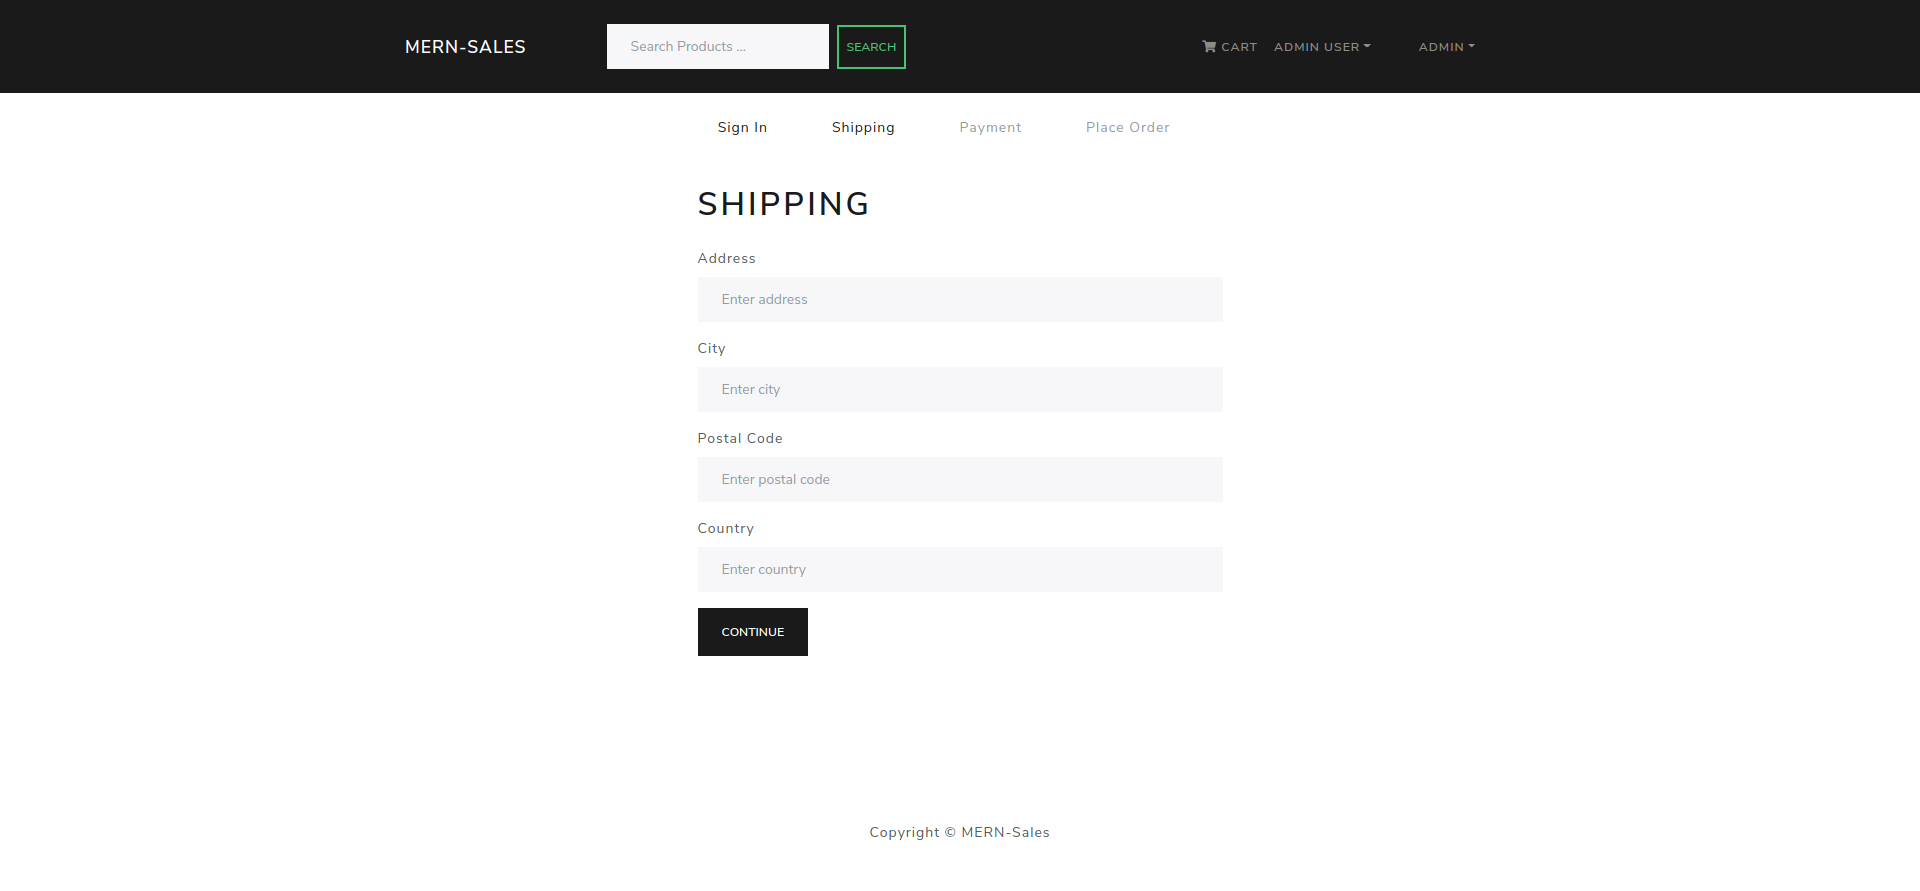 MERN-SALES Search Products ... SEARCH CART ADMIN USER ADMIN
Sign In Shipping Payment Place Order
SHIPPING
Address
Enter address
City
Enter city
Postal Code
Enter postal code
Country
Enter country
CONTINUE
Copyright © MERN-Sales